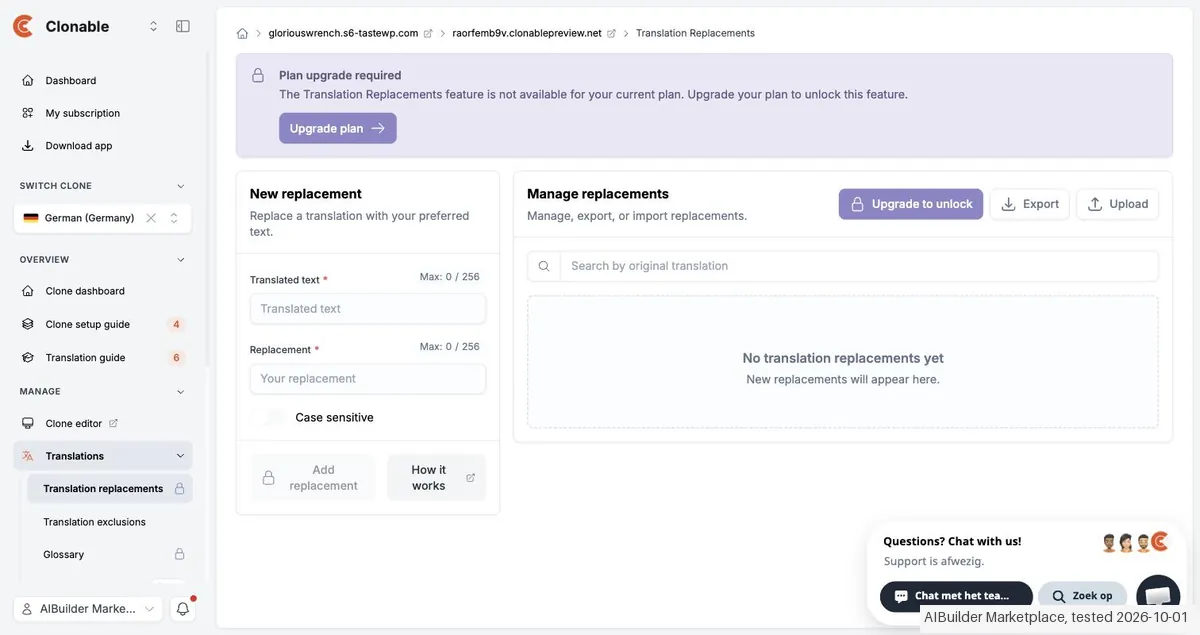 Clonable
Dashboard
My subscription
Download app
SWITCH CLONE
German (Germany)
OVERVIEW
Clone dashboard
Clone setup guide 4
Translation guide 6
MANAGE
Clone editor
Translations
Translation replacements
Translation exclusions
Glossary
AIBuilder Marke...
gloriouswrench.s6-tastewp.com > raorfemb9v.clonablepreview.net > Translation Replacements
Plan upgrade required
The Translation Replacements feature is not available for your current plan. Upgrade your plan to unlock this feature.
Upgrade plan
New replacement
Replace a translation with your preferred
text.
Translated text * Max: 0 / 256
Translated text
Replacement * Max: 0 / 256
Your replacement
Case sensitive
Add
replacement
How it
works
Manage replacements
Manage, export, or import replacements.
Upgrade to unlock
Export
Upload
Search by original translation
No translation replacements yet
New replacements will appear here.
Questions? Chat with us!
Support is afwezig.
Chat met het tea...
Zoek op
AIBuilder Marketplace, tested 2026-10-01